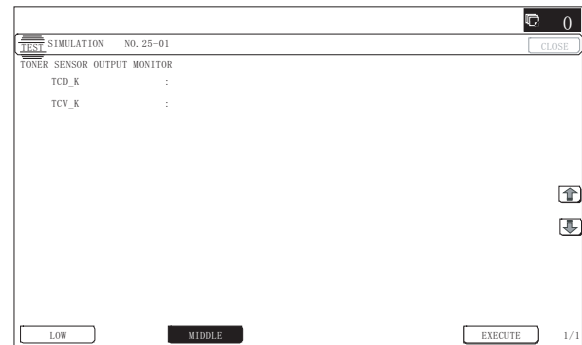 0
TEST SIMULATION NO. 25-01
CLOSE
TONER SENSOR OUTPUT MONITOR
TCD_K :
TCV_K :
LOW MIDDLE EXECUTE 1/1